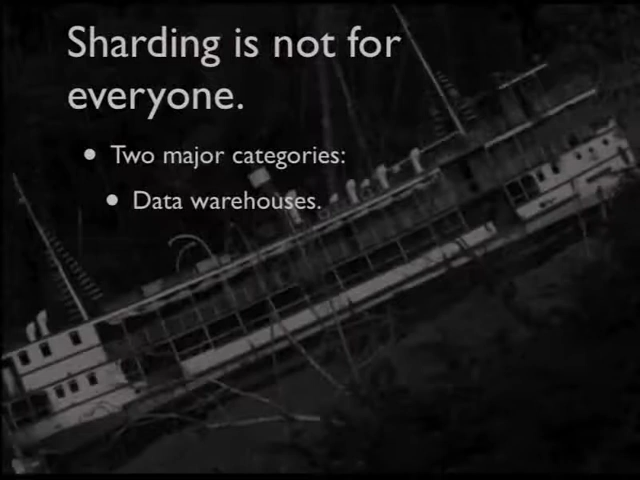 Sharding is not for
everyone.
• Two major categories:
• Data warehouses.